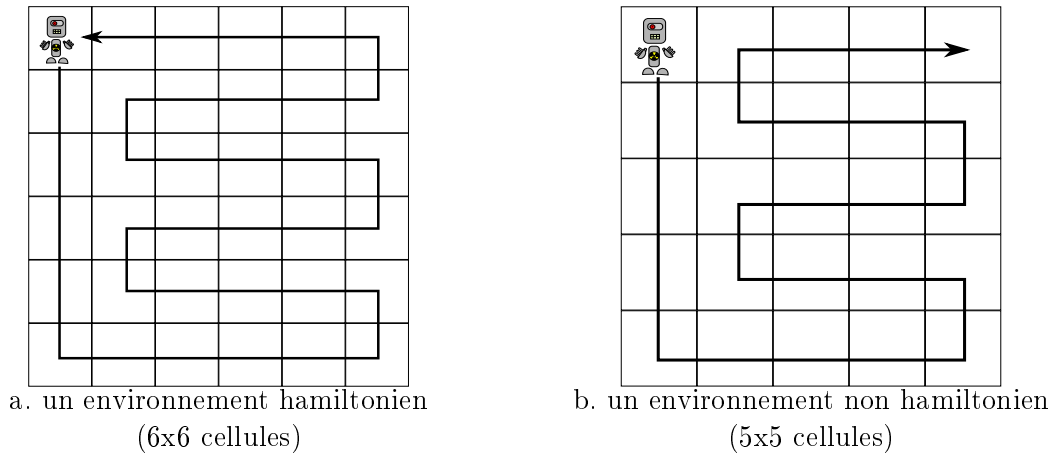 a. un environnement hamiltonien
(6x6 cellules)
b. un environnement non hamiltonien
(5x5 cellules)